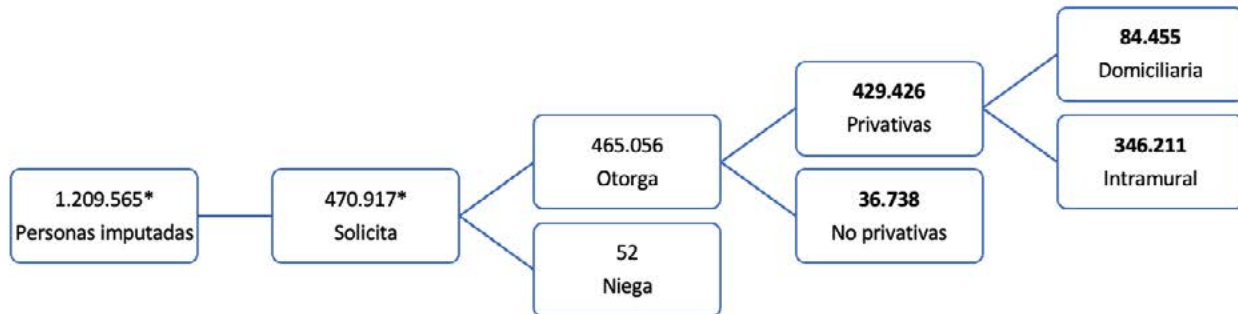 1.209.565*
Personas imputadas
470.917*
Solicita
465.056
Otorga
52
Niega
429.426
Privativas
36.738
No privativas
84.455
Domiciliaria
346.211
Intramural